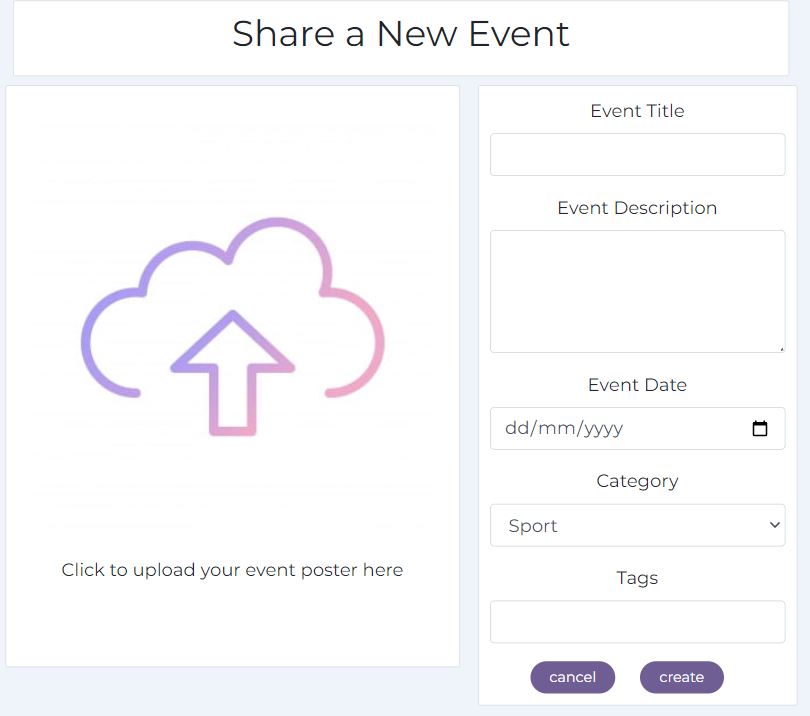 Share a New Event
Click to upload your event poster here
Event Title
Event Description
Event Date
dd/mm/yyyy
Category
Sport
Tags
cancel
create